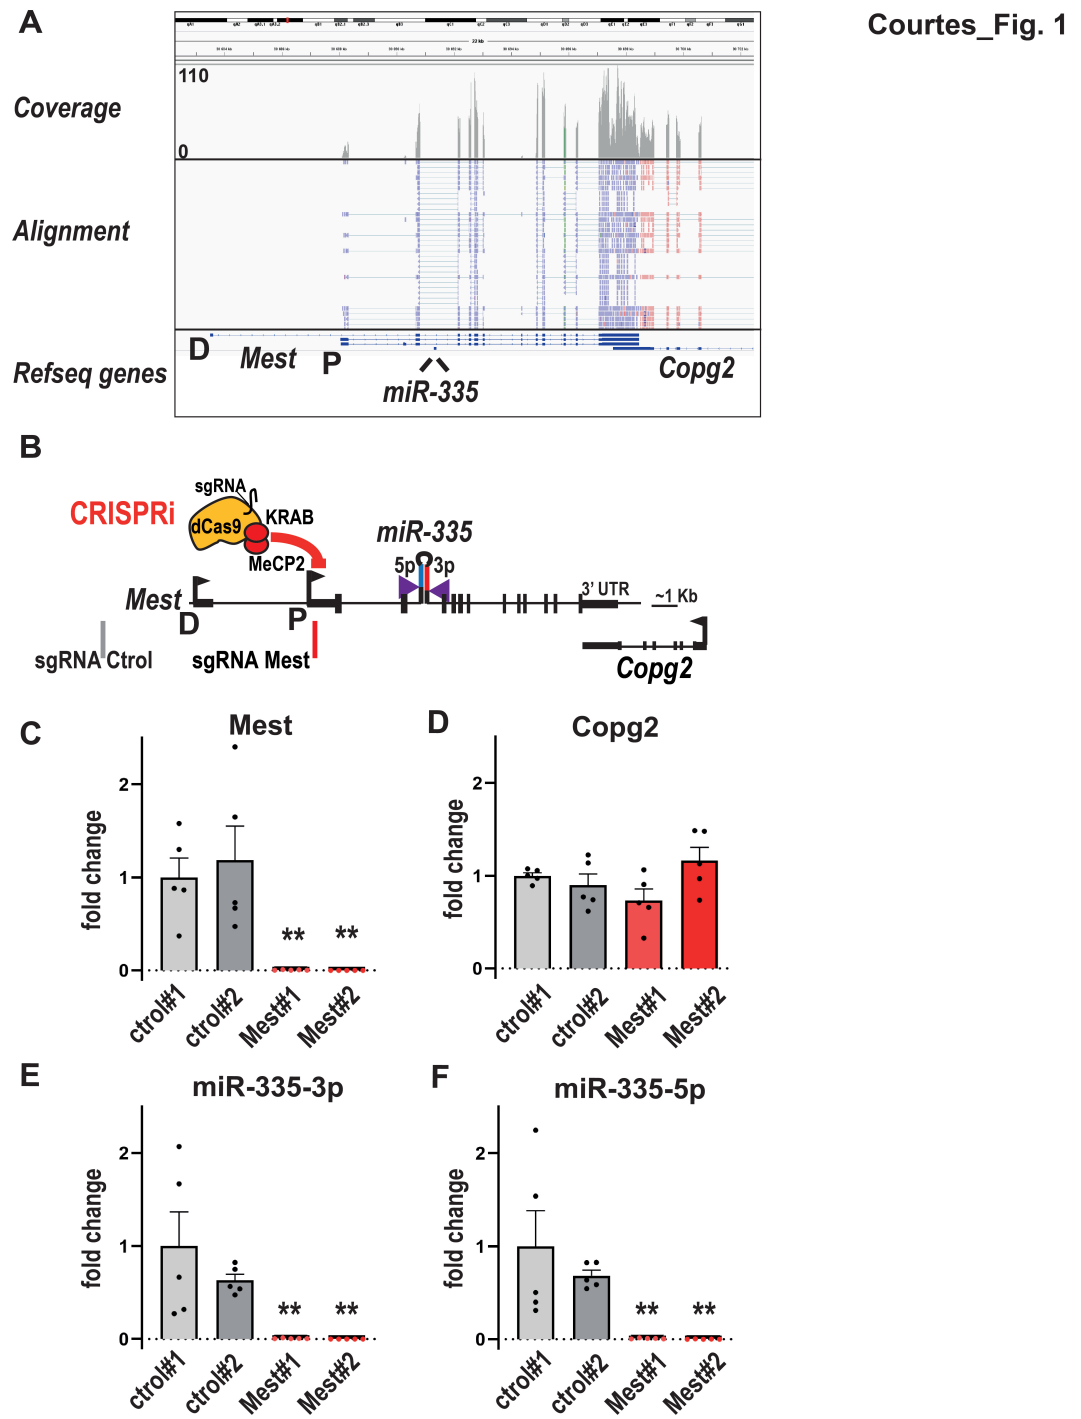 A
Courtes_Fig. 1
22 kb
110
Coverage
0
Alignment
D
Mest
P
miR-335
Copg2
Refseq genes
B
sgRNA
CRISPRi
dCas9
KRAB
MeCP2
miR-335
5p
3p
Mest
D
P
3' UTR
~1 Kb
sgRNA Ctrol
sgRNA Mest
Copg2
C
Mest
fold change
2
1
0
**
**
ctrol#1
ctrol#2
Mest#1
Mest#2
D
Copg2
fold change
2
1
0
ctrol#1
ctrol#2
Mest#1
Mest#2
E
miR-335-3p
fold change
2
1
0
**
**
ctrol#1
ctrol#2
Mest#1
Mest#2
F
miR-335-5p
fold change
2
1
0
**
**
ctrol#1
ctrol#2
Mest#1
Mest#2